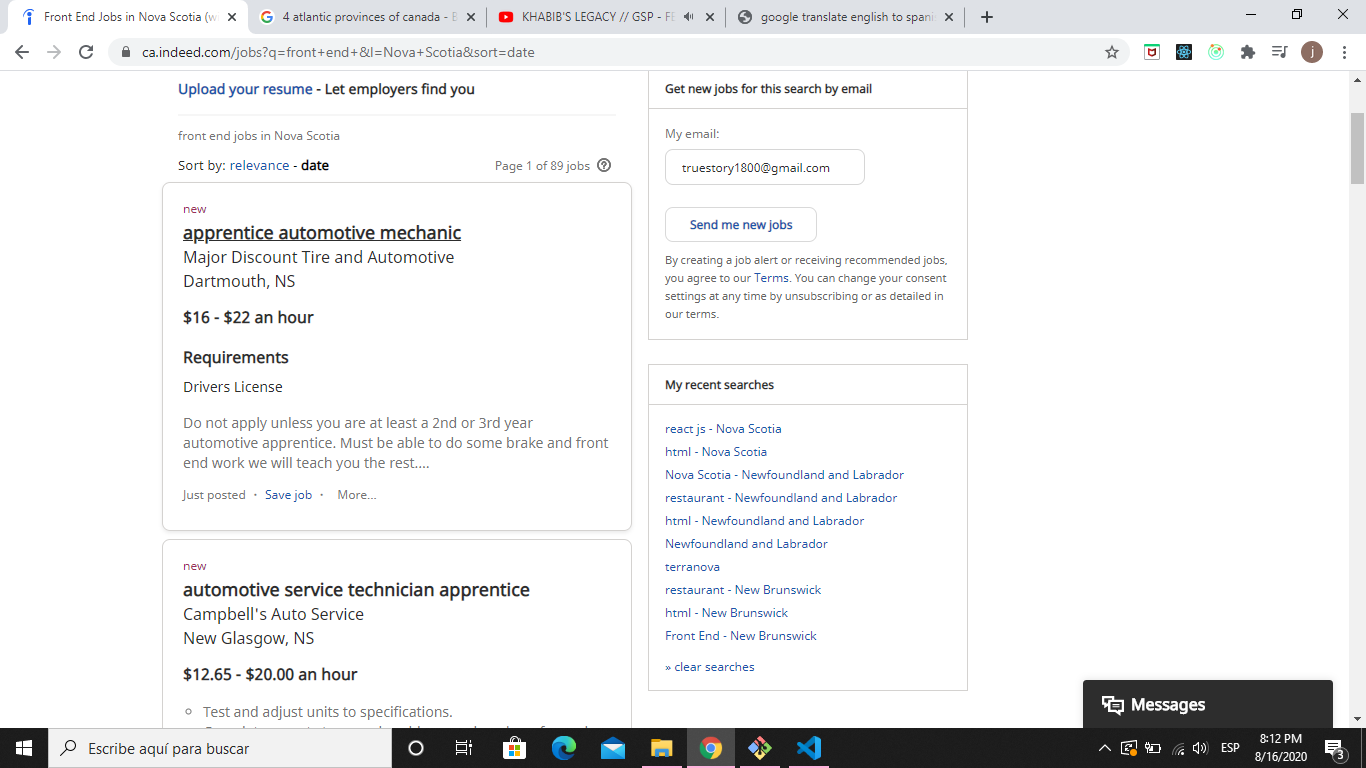 Front End Jobs in Nova Scotia (w
4 atlantic provinces of canada - B
KHABIB'S LEGACY // GSP - FE
google translate english to spani
ca.indeed.com/jobs?q=front+end+&l=Nova+Scotia&sort=date
j
Upload your resume - Let employers find you
front end jobs in Nova Scotia
Sort by: relevance - date
Page 1 of 89 jobs
new
apprentice automotive mechanic
Major Discount Tire and Automotive
Dartmouth, NS
$16 - $22 an hour
Requirements
Drivers License
Do not apply unless you are at least a 2nd or 3rd year
automotive apprentice. Must be able to do some brake and front
end work we will teach you the rest....
Just posted · Save job · More...
new
automotive service technician apprentice
Campbell's Auto Service
New Glasgow, NS
$12.65 - $20.00 an hour
Test and adjust units to specifications.
Get new jobs for this search by email
My email:
truestory1800@gmail.com
Send me new jobs
By creating a job alert or receiving recommended jobs,
you agree to our Terms. You can change your consent
settings at any time by unsubscribing or as detailed in
our terms.
My recent searches
react js - Nova Scotia
html - Nova Scotia
Nova Scotia - Newfoundland and Labrador
restaurant - Newfoundland and Labrador
html - Newfoundland and Labrador
Newfoundland and Labrador
terranova
restaurant - New Brunswick
html - New Brunswick
Front End - New Brunswick
» clear searches
Messages
Escribe aquí para buscar
ESP
8:12 PM
8/16/2020
3